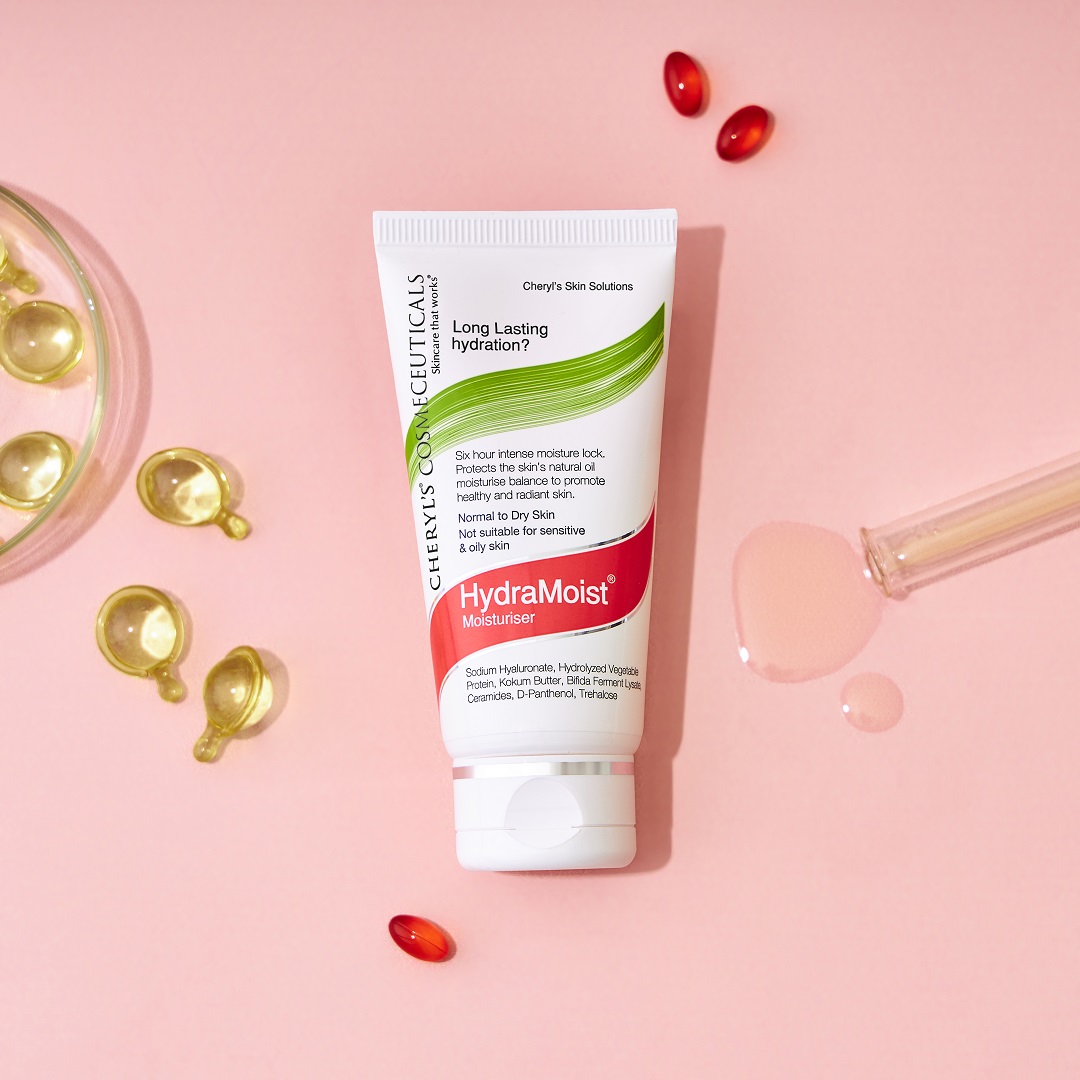 Cheryl's Skin Solutions
CHERYL'S® COSMECEUTICALS
Skincare that works®
Long Lasting
hydration?
Six hour intense moisture lock.
Protects the skin's natural oil
moisturise balance to promote
healthy and radiant skin.
Normal to Dry Skin
Not suitable for sensitive
& oily skin
HydraMoist®
Moisturiser
Sodium Hyaluronate, Hydrolyzed Vegetable
Protein, Kokum Butter, Bifida Ferment Lysate,
Ceramides, D-Panthenol, Trehalose